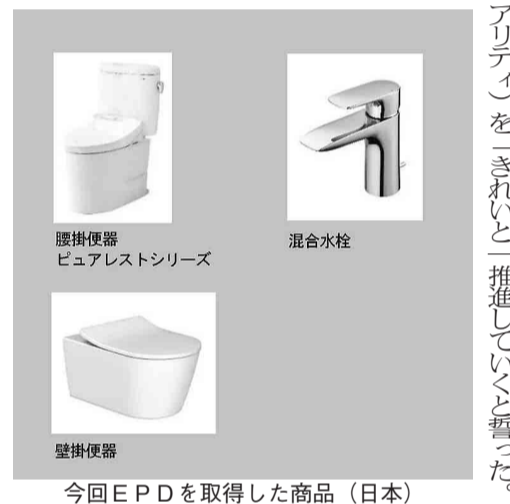 アリティ）を「きれいと」推進していくと誓った。
腰掛便器
ピュアレストシリーズ
混合水栓
壁掛便器
今回ＥＰＤを取得した商品（日本）